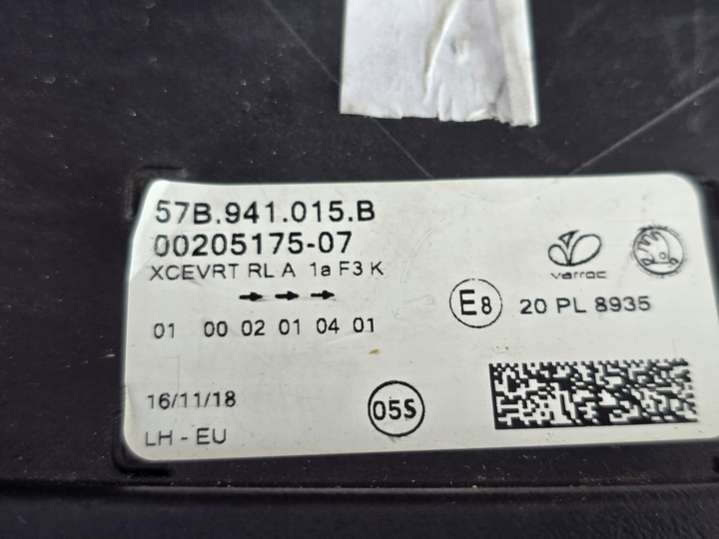 57B.941.015.B
00205175-07
XCEVRT RL A 1a F3 K
varroc
E8
20 PL 8935
01 00 02 01 04 01
16/11/18
05S
LH - EU